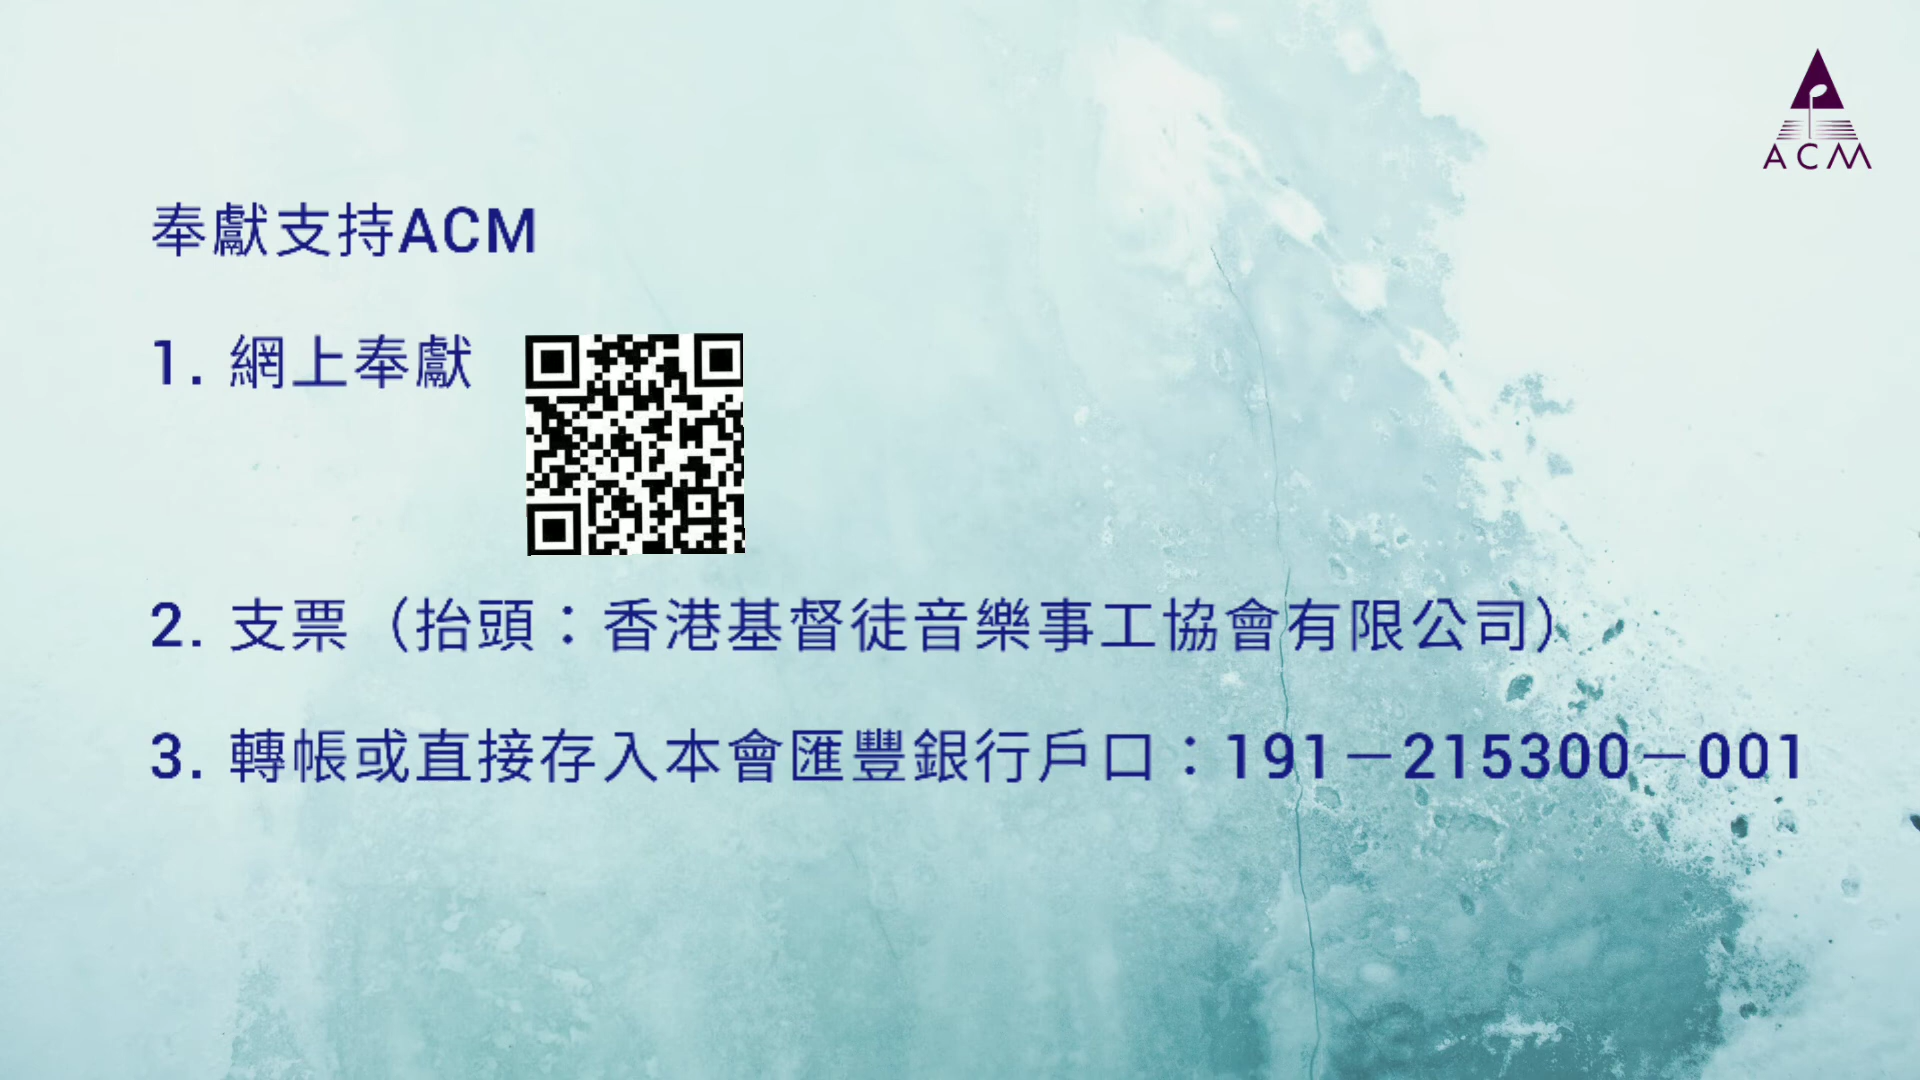 ACM
奉獻支持ACM
1. 網上奉獻
2. 支票（抬頭：香港基督徒音樂事工協會有限公司）
3. 轉帳或直接存入本會匯豐銀行戶口：191－215300－001